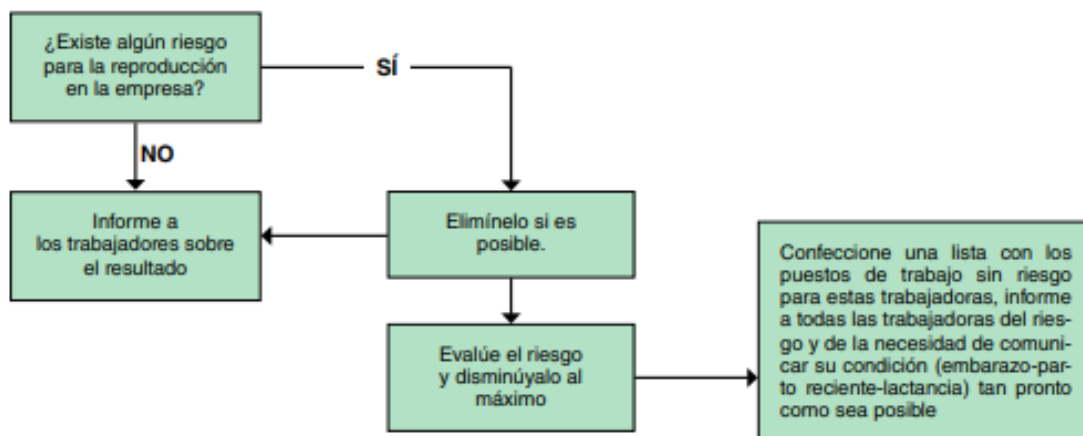 ¿Existe algún riesgo
para la reproducción
en la empresa?
SÍ
NO
Informe a
los trabajadores sobre
el resultado
Elimínelo si es
posible.
Evalúe el riesgo
y disminúyalo al
máximo
Confeccione una lista con los
puestos de trabajo sin riesgo
para estas trabajadoras, informe
a todas las trabajadoras del ries-
go y de la necesidad de comuni-
car su condición (embarazo-par-
to reciente-lactancia) tan pronto
como sea posible